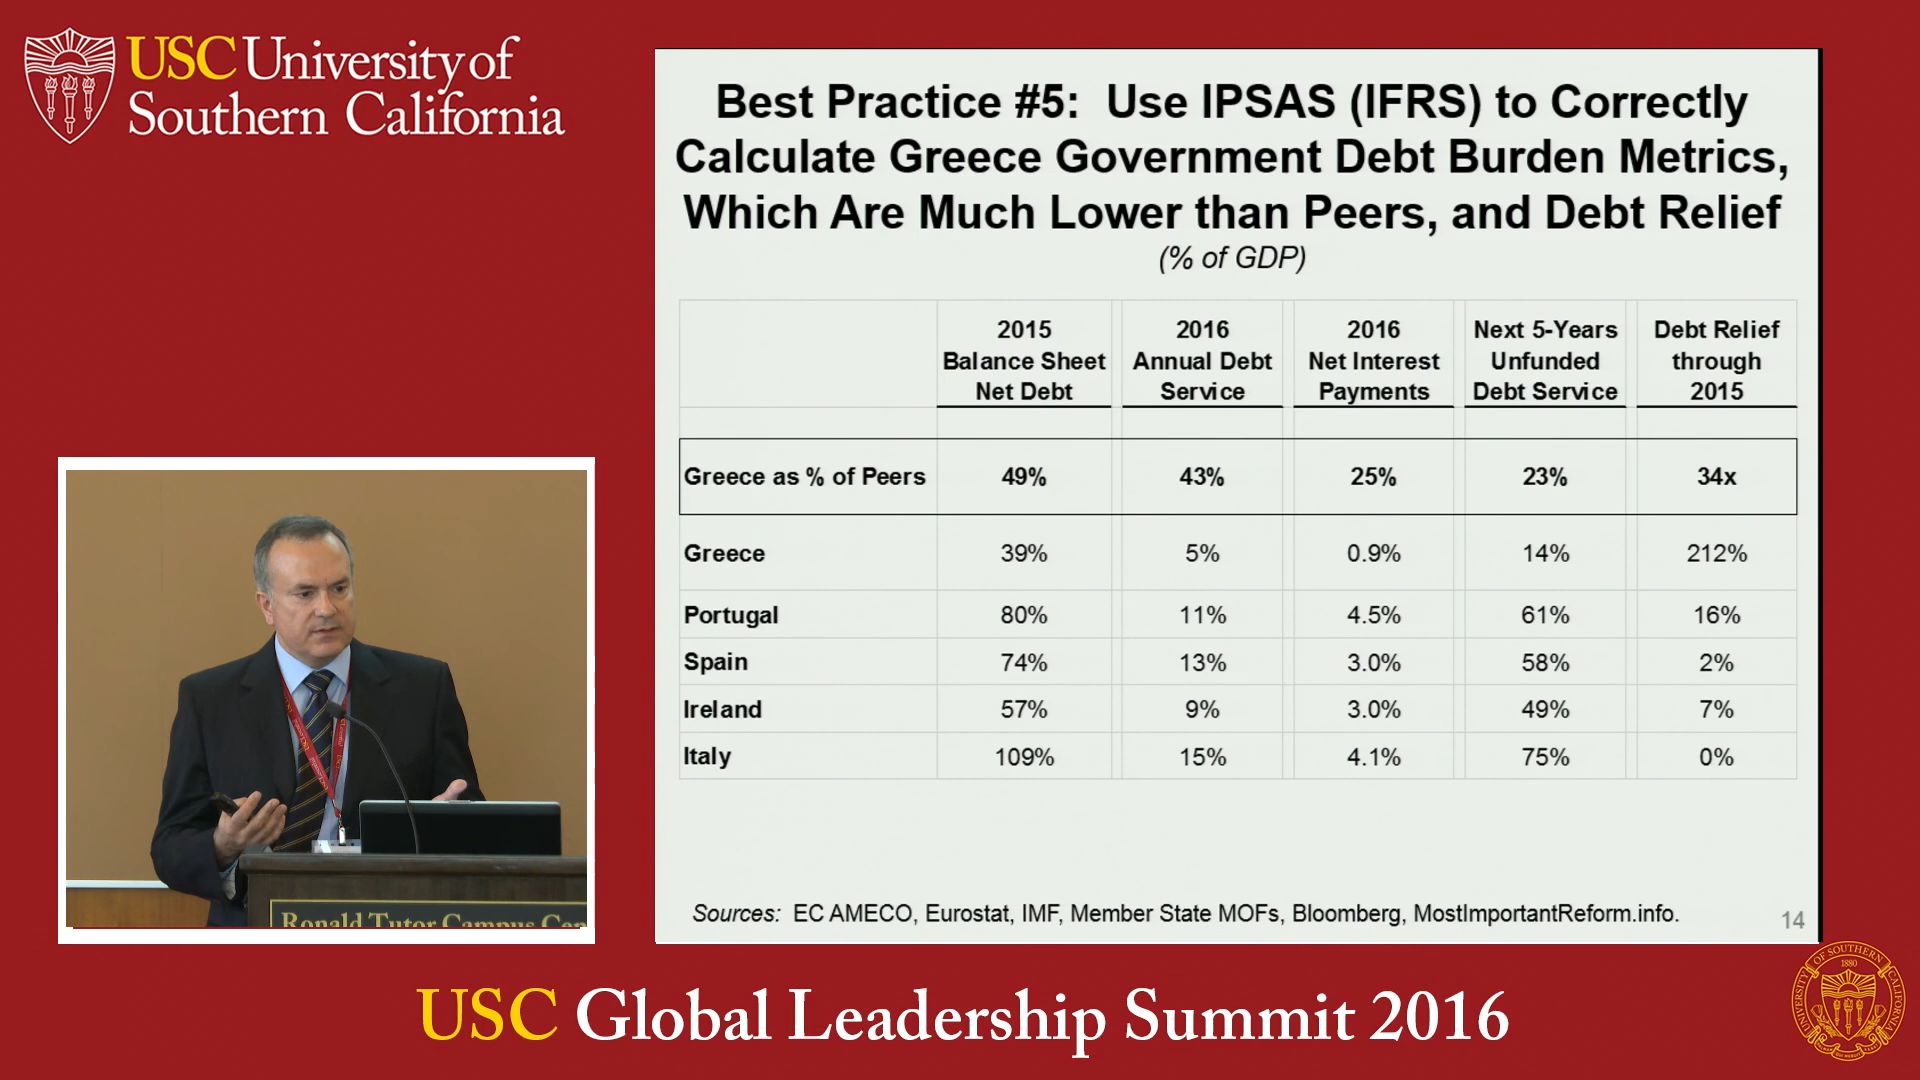 USC University of
Southern California
Best Practice #5: Use IPSAS (IFRS) to Correctly
Calculate Greece Government Debt Burden Metrics,
Which Are Much Lower than Peers, and Debt Relief
(% of GDP)
2015 Balance Sheet Net Debt
2016 Annual Debt Service
2016 Net Interest Payments
Next 5-Years Unfunded Debt Service
Debt Relief through 2015
Greece as % of Peers 49% 43% 25% 23% 34x
Greece 39% 5% 0.9% 14% 212%
Portugal 80% 11% 4.5% 61% 16%
Spain 74% 13% 3.0% 58% 2%
Ireland 57% 9% 3.0% 49% 7%
Italy 109% 15% 4.1% 75% 0%
Sources: EC AMECO, Eurostat, IMF, Member State MOFs, Bloomberg, MostImportantReform.info.
14
Ronald Tutor Campus Cen
USC Global Leadership Summit 2016